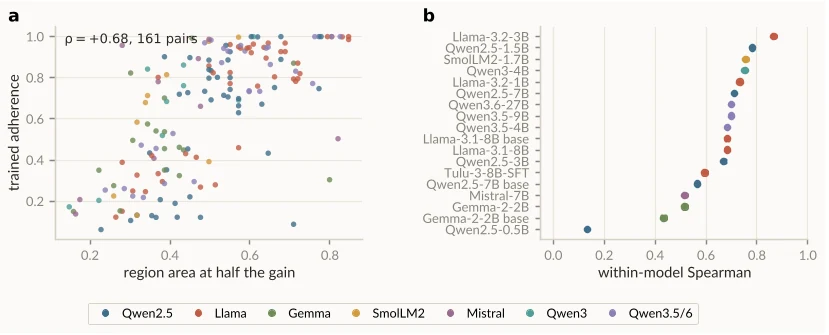 a
ρ = +0.68, 161 pairs
1.0
0.8
0.6
0.4
0.2
trained adherence
0.2
0.4
0.6
0.8
region area at half the gain
b
Llama-3.2-3B
Qwen2.5-1.5B
SmolLM2-1.7B
Qwen3-4B
Llama-3.2-1B
Qwen2.5-7B
Qwen3.6-27B
Qwen3.5-9B
Qwen3.5-4B
Llama-3.1-8B base
Llama-3.1-8B
Qwen2.5-3B
Tulu-3-8B-SFT
Qwen2.5-7B base
Mistral-7B
Gemma-2-2B
Gemma-2-2B base
Qwen2.5-0.5B
0.0
0.2
0.4
0.6
0.8
1.0
within-model Spearman
Qwen2.5
Llama
Gemma
SmolLM2
Mistral
Qwen3
Qwen3.5/6